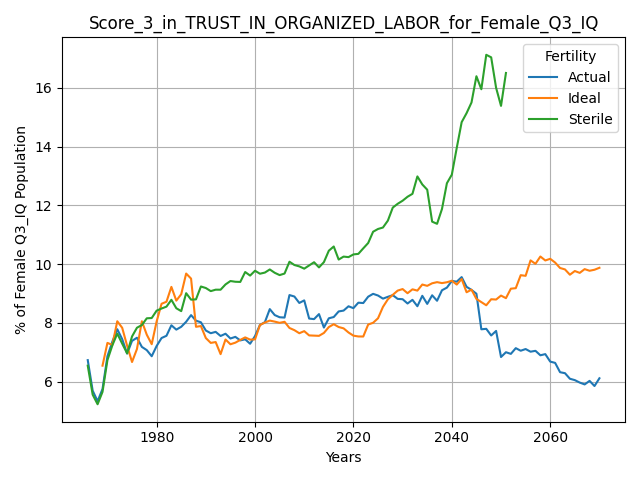 Score_3_in_TRUST_IN_ORGANIZED_LABOR_for_Female_Q3_IQ
% of Female Q3_IQ Population
16
14
12
10
8
6
Fertility
Actual
Ideal
Sterile
1980
2000
2020
2040
2060
Years